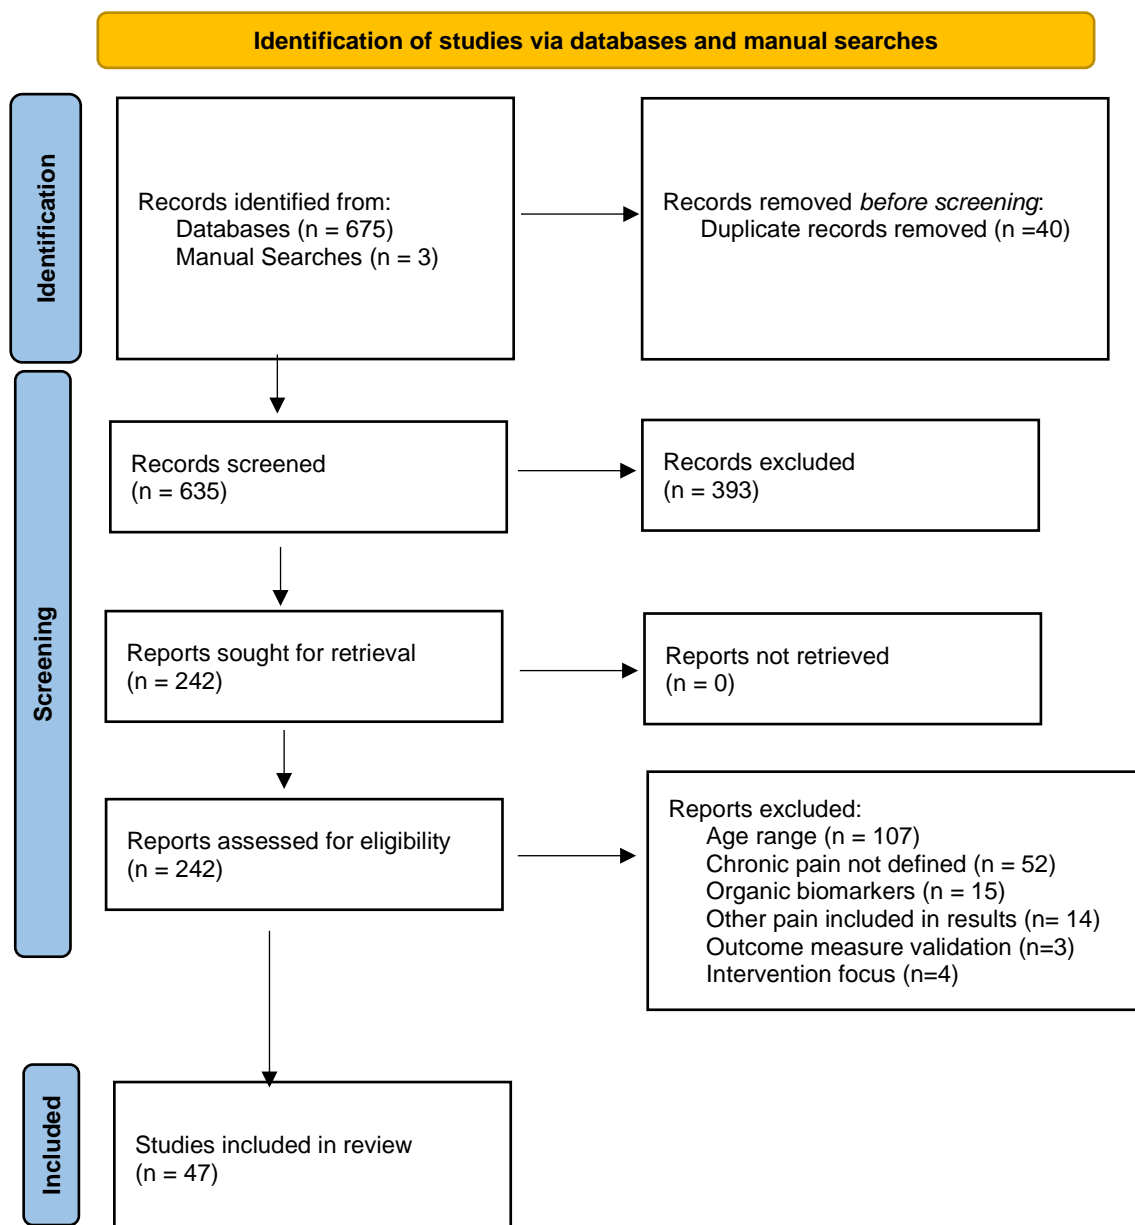 Identification of studies via databases and manual searches
Identification
Records identified from:
Databases (n = 675)
Manual Searches (n = 3)
Records removed before screening:
Duplicate records removed (n =40)
Screening
Records screened
(n = 635)
Records excluded
(n = 393)
Reports sought for retrieval
(n = 242)
Reports not retrieved
(n = 0)
Reports assessed for eligibility
(n = 242)
Reports excluded:
Age range (n = 107)
Chronic pain not defined (n = 52)
Organic biomarkers (n = 15)
Other pain included in results (n= 14)
Outcome measure validation (n=3)
Intervention focus (n=4)
Included
Studies included in review
(n = 47)